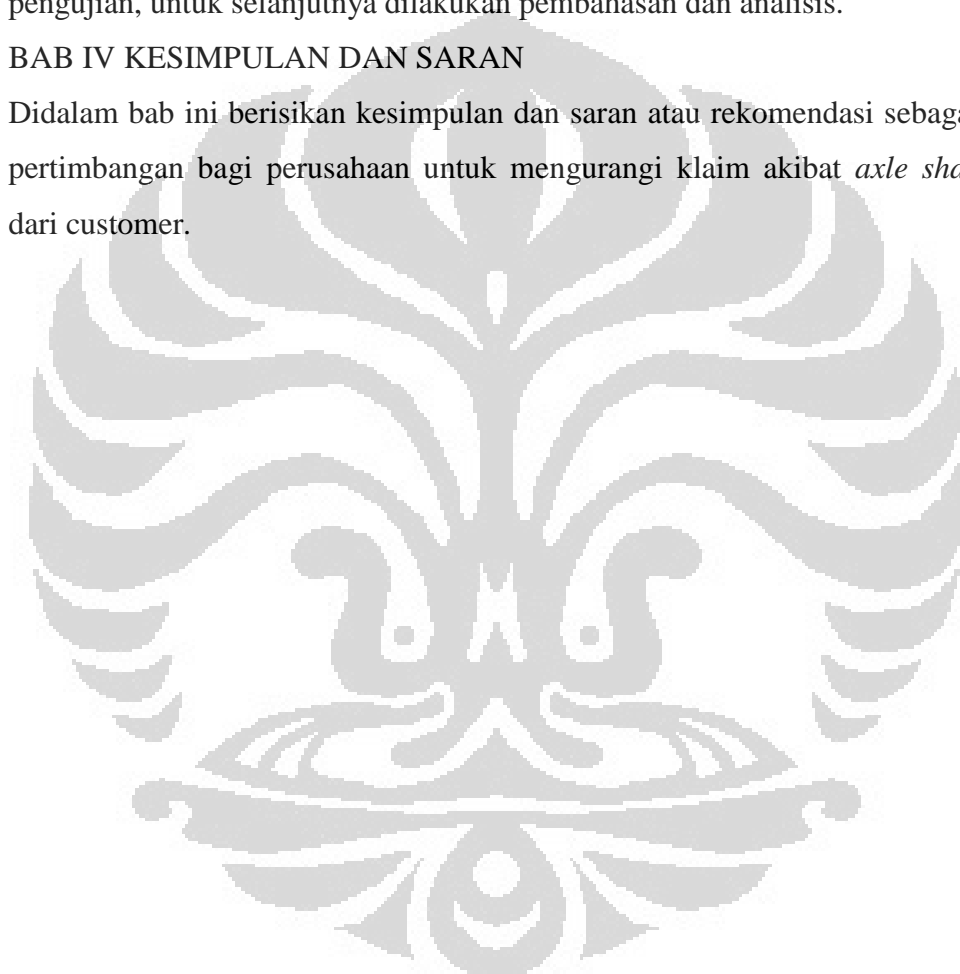 pengujian, untuk selanjutnya dilakukan pembahasan dan analisis.
BAB IV KESIMPULAN DAN SARAN
Didalam bab ini berisikan kesimpulan dan saran atau rekomendasi sebaga
pertimbangan bagi perusahaan untuk mengurangi klaim akibat axle sha
dari customer.